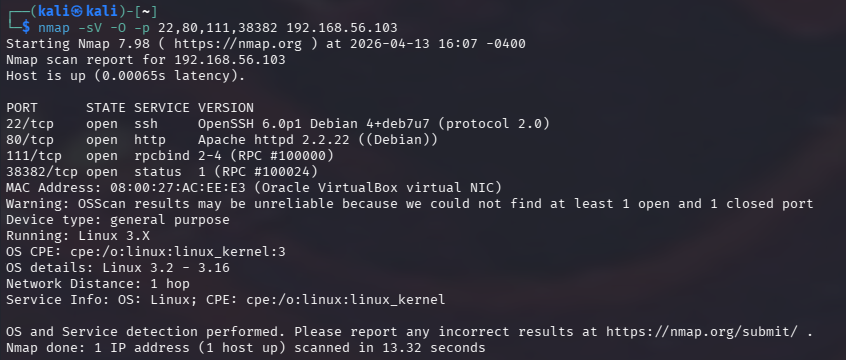 ┌──(kali㉿kali)-[~]
└─$ nmap -sV -O -p 22,80,111,38382 192.168.56.103
Starting Nmap 7.98 ( https://nmap.org ) at 2026-04-13 16:07 -0400
Nmap scan report for 192.168.56.103
Host is up (0.00065s latency).

PORT      STATE SERVICE VERSION
22/tcp    open  ssh     OpenSSH 6.0p1 Debian 4+deb7u7 (protocol 2.0)
80/tcp    open  http    Apache httpd 2.2.22 ((Debian))
111/tcp   open  rpcbind 2-4 (RPC #100000)
38382/tcp open  status  1 (RPC #100024)
MAC Address: 08:00:27:AC:EE:E3 (Oracle VirtualBox virtual NIC)
Warning: OSScan results may be unreliable because we could not find at least 1 open and 1 closed port
Device type: general purpose
Running: Linux 3.X
OS CPE: cpe:/o:linux:linux_kernel:3
OS details: Linux 3.2 - 3.16
Network Distance: 1 hop
Service Info: OS: Linux; CPE: cpe:/o:linux:linux_kernel

OS and Service detection performed. Please report any incorrect results at https://nmap.org/submit/ .
Nmap done: 1 IP address (1 host up) scanned in 13.32 seconds